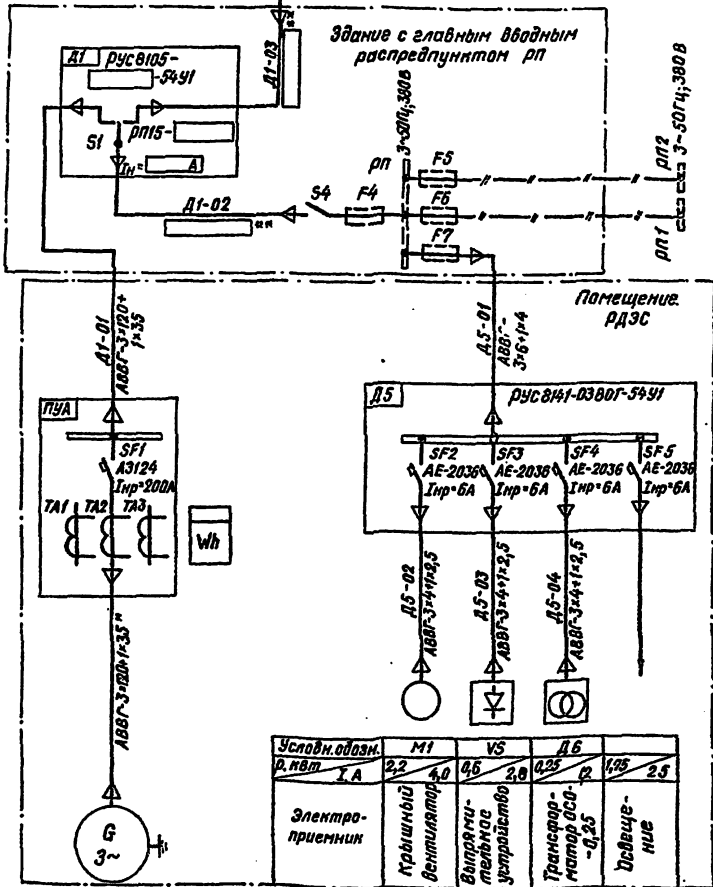 Здание с главным вводным
распредпунктом рп
Д1
РУС8105-
-54У1
Д1-03
**
S1
РП15-
Iн=
А
Д1-02
**
S4
F4
рп
3~50Гц;380В
F5
F6
F7
рп2
рп1
3~50Гц;380В
Помещение
РДЭС
Д1-01
АВВГ-3×120+
1×35
Д5-01
АВВГ-
3×6+1×4
ПУА
SF1
А3124
Iнр=200А
ТА1
ТА2
ТА3
Wh
Д5
РУС8141-03В0Г-54У1
SF2
АЕ-2036
Iнр=6А
SF3
АЕ-2036
Iнр=6А
SF4
АЕ-2036
Iнр=6А
SF5
АЕ-2036
Iнр=6А
Д5-02
АВВГ-3×4+1×2,5
Д5-03
АВВГ-3×4+1×2,5
Д5-04
АВВГ-3×4+1×2,5
АВВГ-3×120+1×35*
G
3~
Условн.обозн.
М1
VS
Д6
Р, кВт
I, А
2,2
4,0
0,6
2,8
0,25
1,75
25
Электро-
приемник
Крышный
вентилятор
Выпрями-
тельное
устройство
Трансфор-
матор ОСО-
-0,25
Освеще-
ние